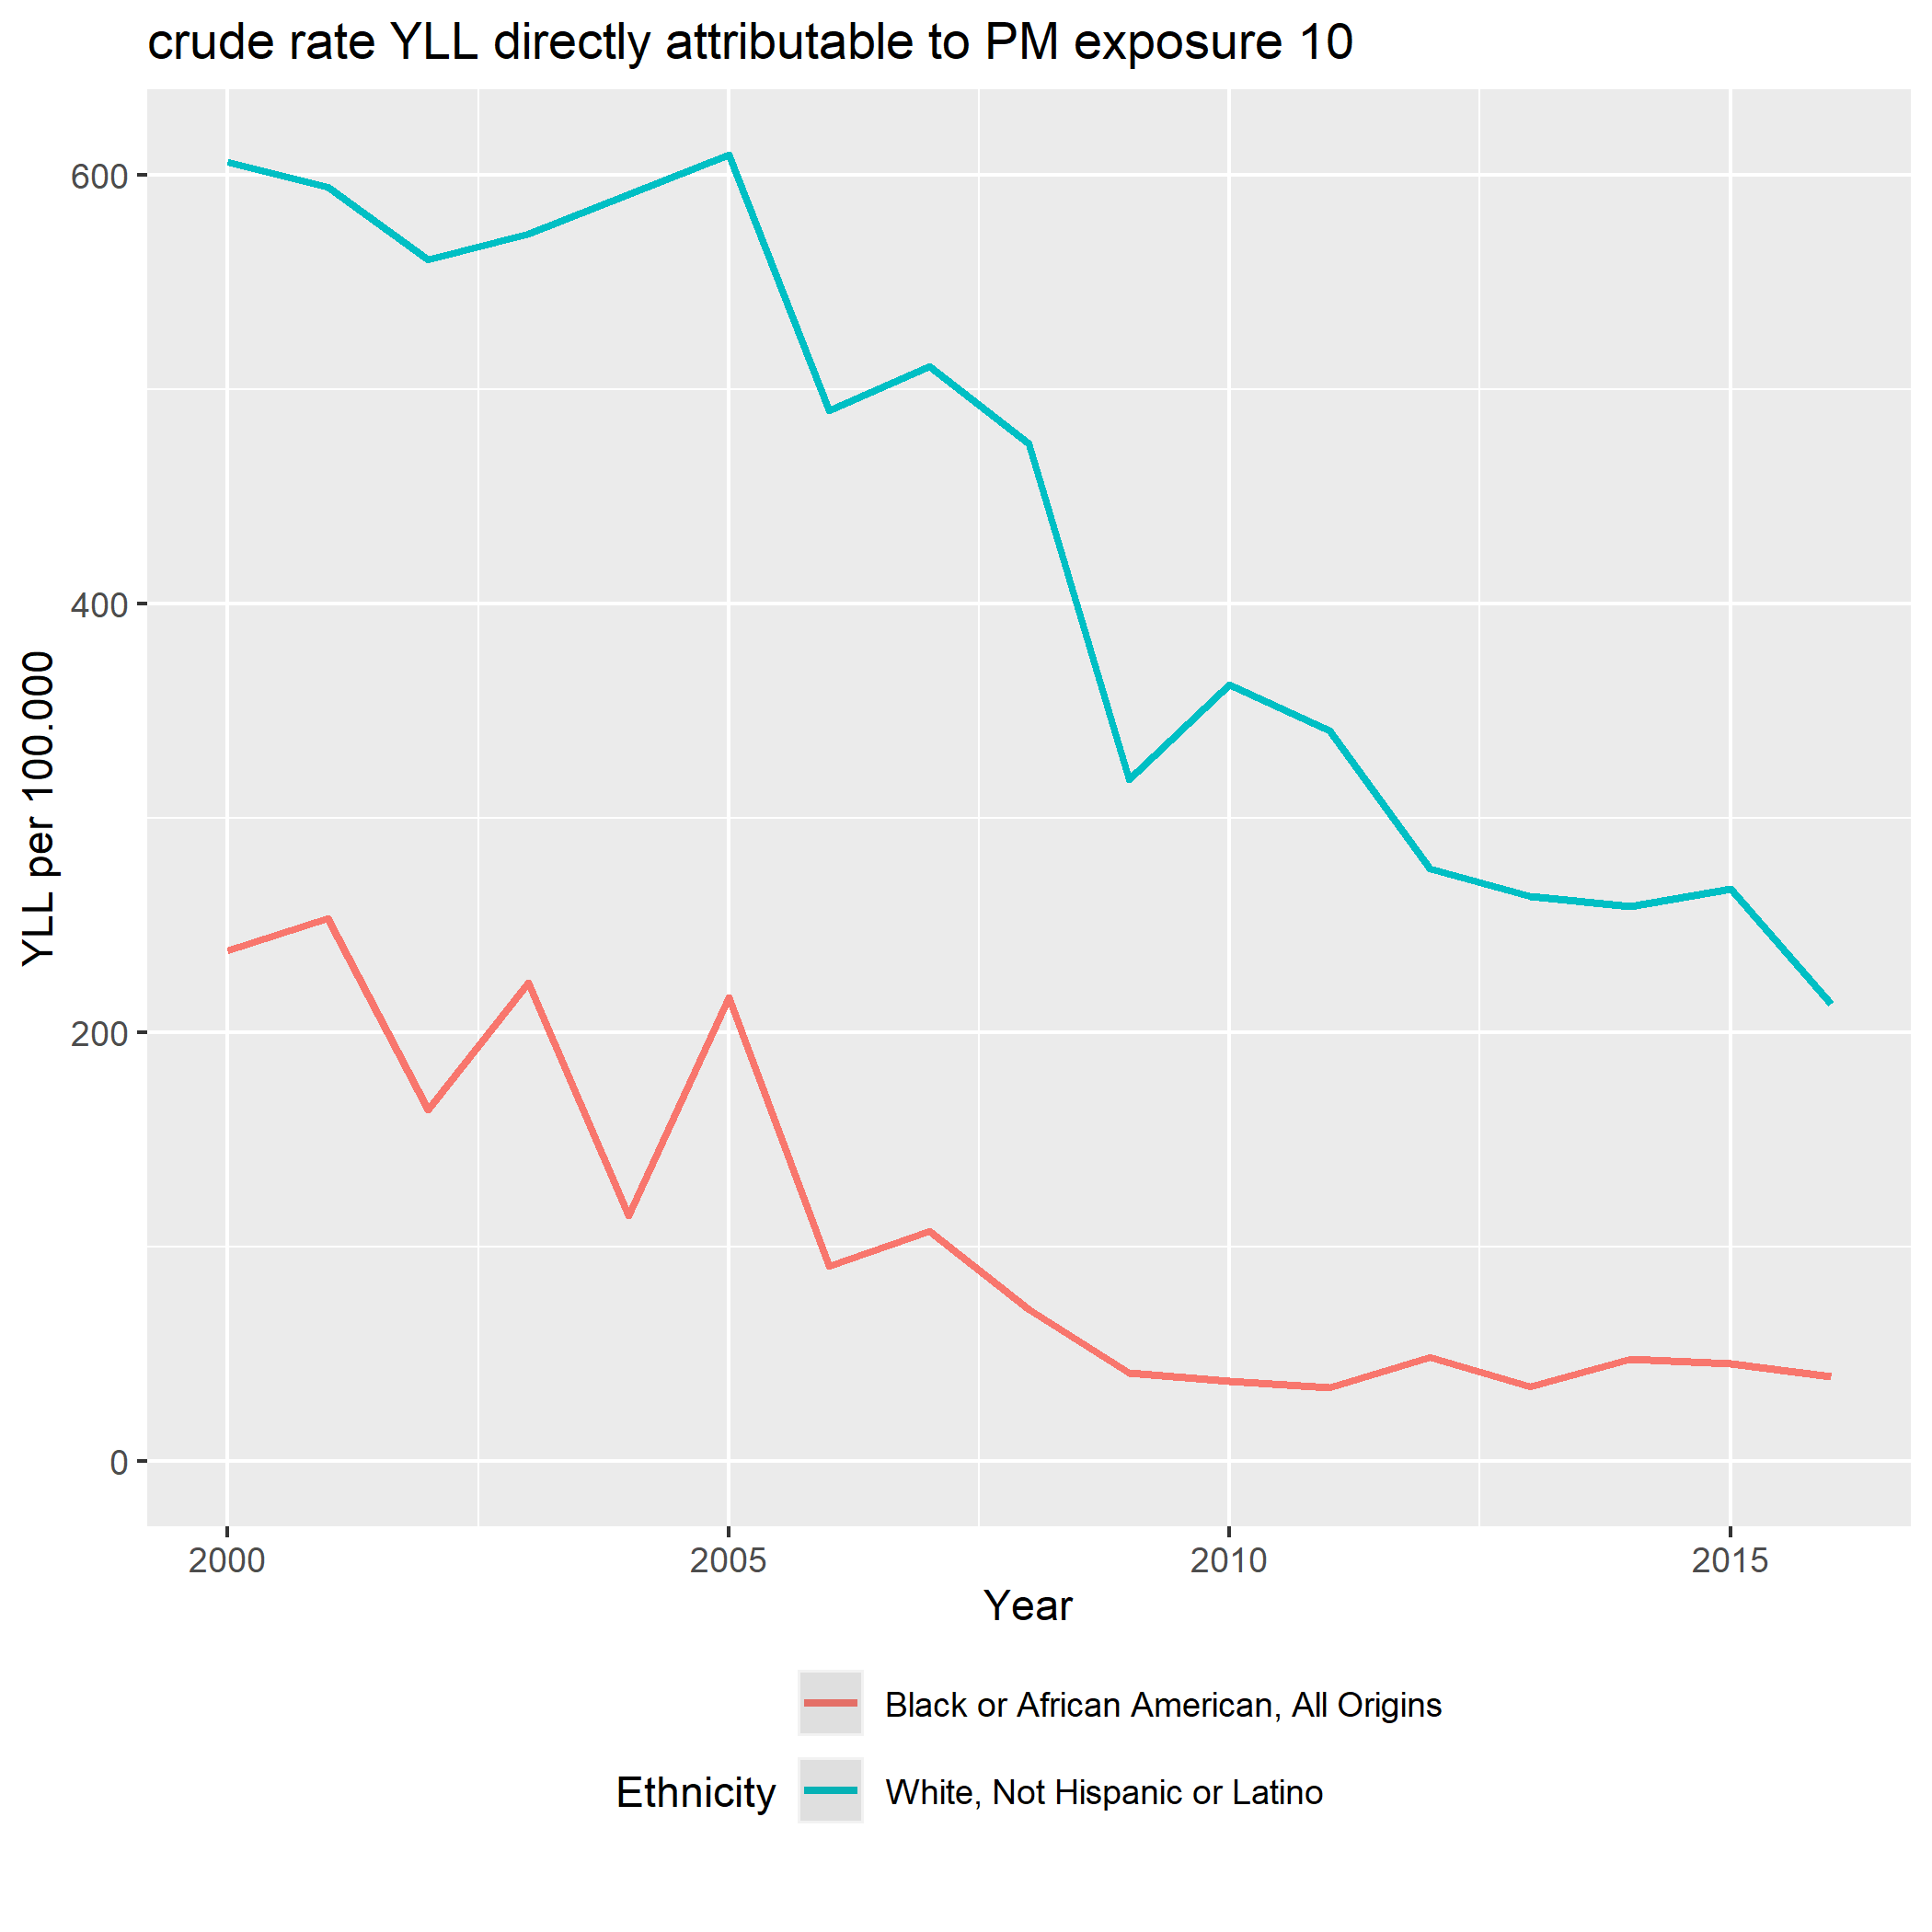 crude rate YLL directly attributable to PM exposure 10
600
400
200
0
YLL per 100.000
2000 2005 2010 2015
Year
Ethnicity
Black or African American, All Origins
White, Not Hispanic or Latino